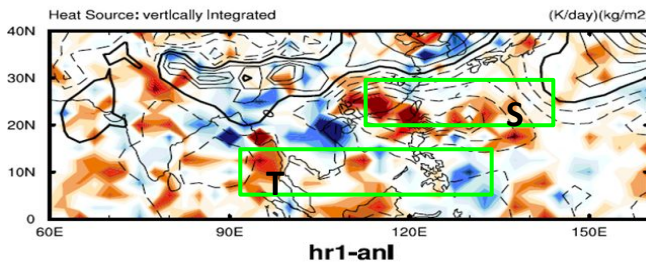 Heat Source: vertically integrated (K/day)(kg/m2
40N
30N
S
20N
10N
T
0
60E 90E 120E 150E
hr1-anl